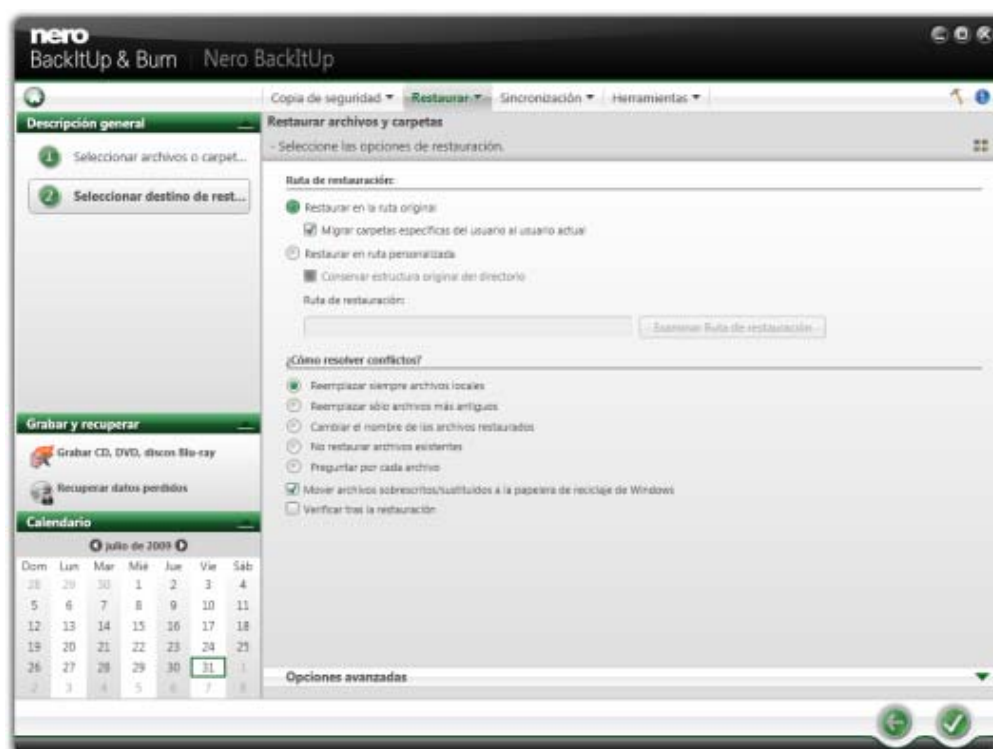 nero
BackItUp & Burn Nero BackItUp
Copia de seguridad Restaurar Sincronización Herramientas
Descripción general
1 Seleccionar archivos o carpet...
2 Seleccionar destino de rest...
Restaurar archivos y carpetas
- Seleccione las opciones de restauración.
Ruta de restauración:
Restaurar en la ruta original
Migrar carpetas específicas del usuario al usuario actual
Restaurar en ruta personalizada
Conservar estructura original del directorio
Ruta de restauración:
Examinar Ruta de restauración
¿Cómo resolver conflictos?
Reemplazar siempre archivos locales
Reemplazar sólo archivos más antiguos
Cambiar el nombre de los archivos restaurados
No restaurar archivos existentes
Preguntar por cada archivo
Mover archivos sobrescritos/sustituidos a la papelera de reciclaje de Windows
Verificar tras la restauración
Opciones avanzadas
Grabar y recuperar
Grabar CD, DVD, discos Blu-ray
Recuperar datos perdidos
Calendario
julio de 2009
Dom Lun Mar Mié Jue Vie Sáb
28 29 30 1 2 3 4
5 6 7 8 9 10 11
12 13 14 15 16 17 18
19 20 21 22 23 24 25
26 27 28 29 30 31 1
2 3 4 5 6 7 8